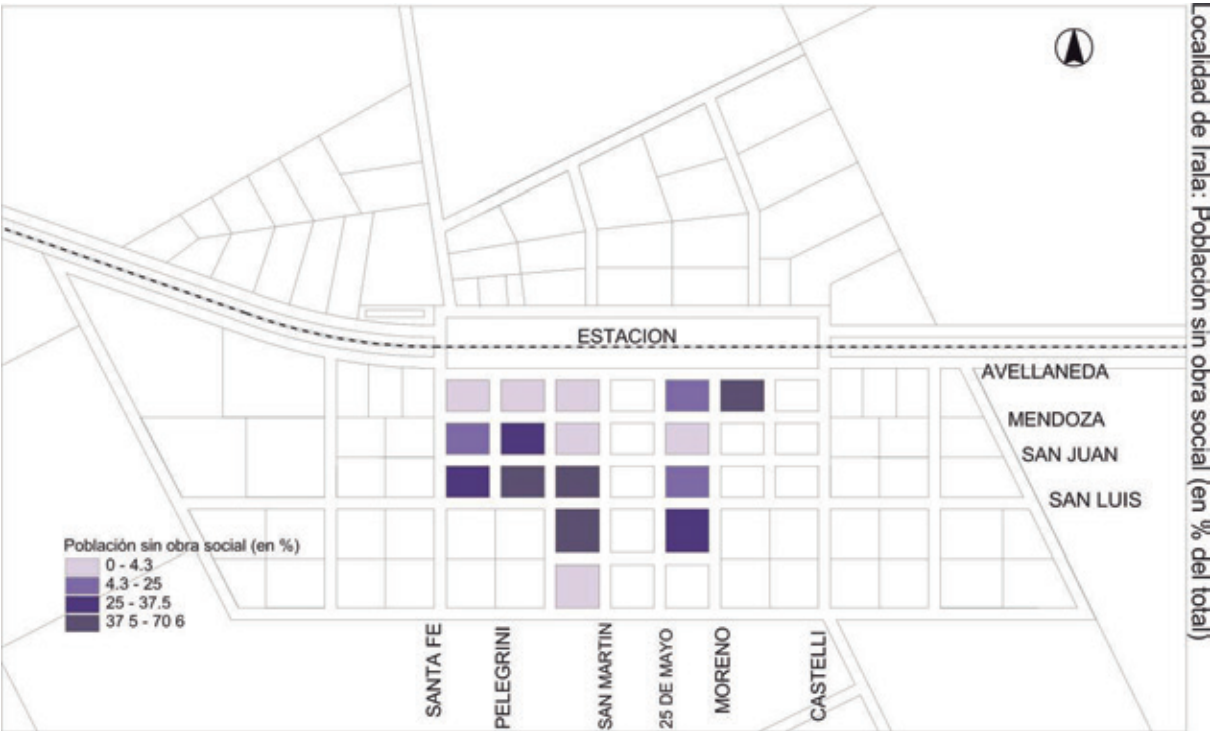 Localidad de Irala: Población sin obra social (en % del total)
ESTACION
AVELLANEDA
MENDOZA
SAN JUAN
SAN LUIS
Población sin obra social (en %)
0 - 4.3
4.3 - 25
25 - 37.5
37 5 - 70 6
SANTA FE
PELEGRINI
SAN MARTIN
25 DE MAYO
MORENO
CASTELLI